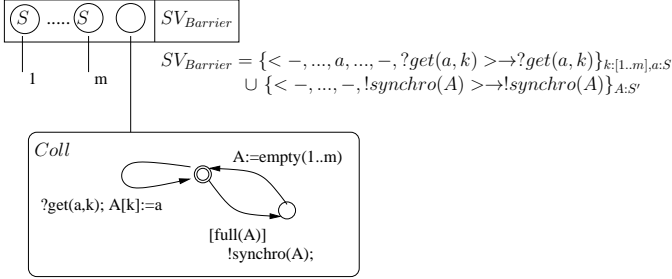 S ..... S SV_Barrier
1 m
SV_Barrier = {< −, ..., a, ..., −, ?get(a, k) >→?get(a, k)}_{k:[1..m],a:S}
∪ {< −, ..., −, !synchro(A) >→!synchro(A)}_{A:S′}
Coll
A:=empty(1..m)
?get(a,k); A[k]:=a
[full(A)]
!synchro(A);